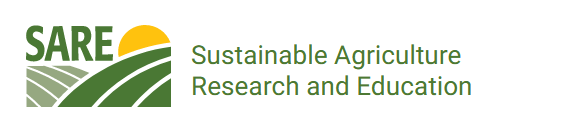 SARE
Sustainable Agriculture
Research and Education